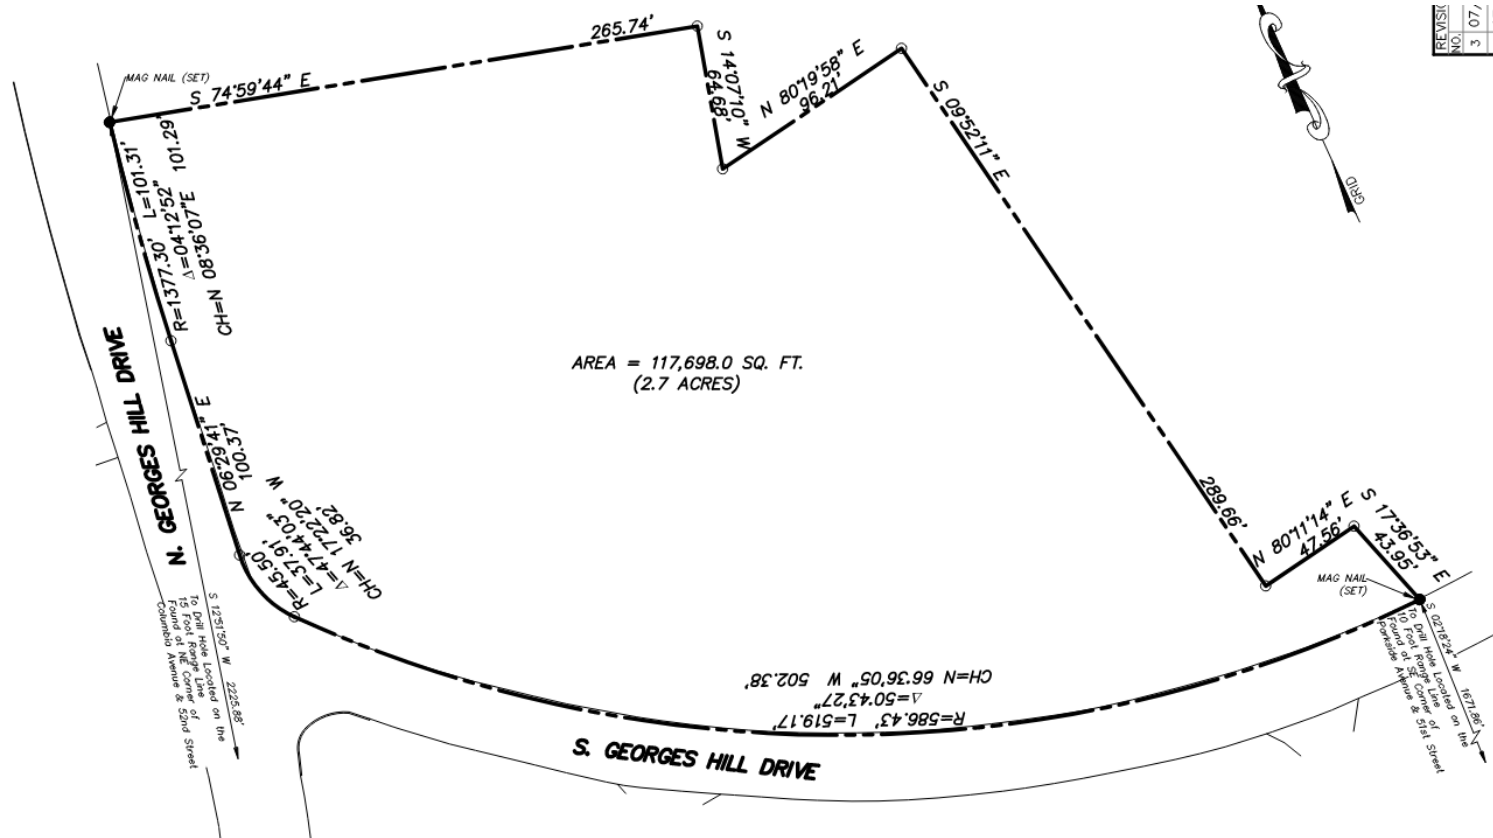 265.74'
S 74°59'44" E
MAG NAIL (SET)
S 14°07'10" W
64.68'
N 80°19'58" E
96.21'
S 09°52'11" E
289.66'
REVISI
NO.
3 07/
GRID
R=1377.30' L=101.31'
Δ=04°12'52"
CH=N 08°36'07"E 101.29'
AREA = 117,698.0 SQ. FT.
(2.7 ACRES)
N. GEORGES HILL DRIVE
N 06°29'41" E
100.37'
R=45.50'
L=37.91'
Δ=47°44'03"
CH=N 17°22'20" W
36.82'
N 80°11'14" E
47.56'
S 17°36'53" E
43.95'
MAG NAIL
(SET)
S 12°51'50" W 2225.88'
To Drill Hole Located on the
15 Foot Range Line
Found at NE Corner of
Columbia Avenue & 52nd Street
S 02°18'24" W 1671.86'
To Drill Hole Located on the
10 Foot Range Line
Found at SE Corner of
Parkside Avenue & 51st Street
R=586.43' L=519.17'
Δ=50°43'27"
CH=N 66°36'05" W 502.38'
S. GEORGES HILL DRIVE